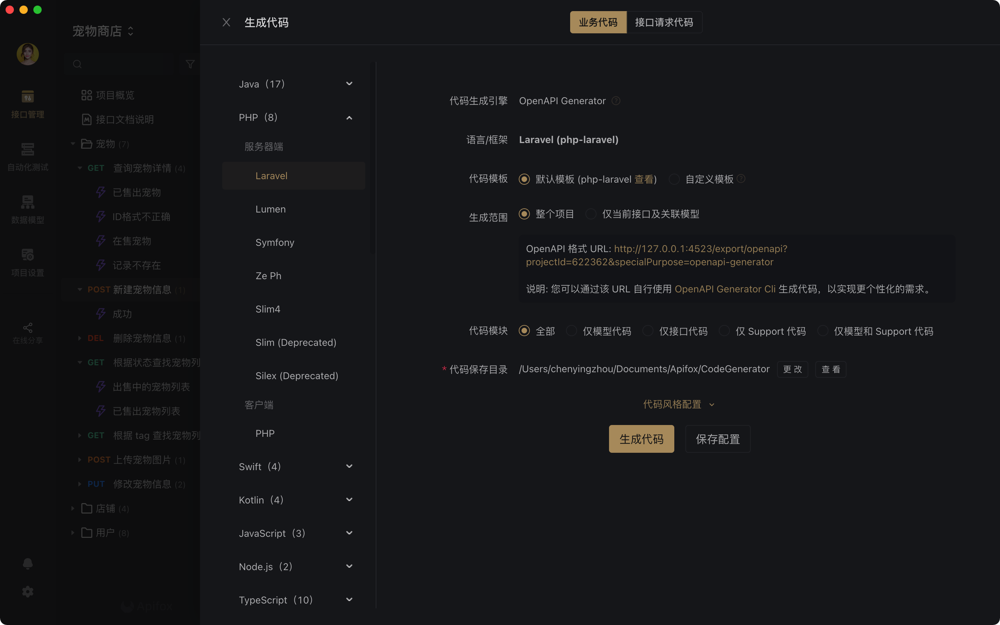 宠物商店
接口管理
自动化测试
数据模型
项目设置
在线分享
项目概览
接口文档说明
宠物 (7)
GET 查询宠物详情 (4)
已售出宠物
ID格式不正确
在售宠物
记录不存在
POST 新建宠物信息 (1)
成功
DEL 删除宠物信息 (1)
GET 根据状态查找宠物列
出售中的宠物列表
已售出宠物列表
GET 根据 tag 查找宠物列
POST 上传宠物图片 (1)
PUT 修改宠物信息 (2)
店铺 (4)
用户 (8)
Apifox
生成代码
业务代码 接口请求代码
Java（17）
PHP（8）
服务器端
Laravel
Lumen
Symfony
Ze Ph
Slim4
Slim (Deprecated)
Silex (Deprecated)
客户端
PHP
Swift（4）
Kotlin（4）
JavaScript（3）
Node.js（2）
TypeScript（10）
代码生成引擎 OpenAPI Generator
语言/框架 Laravel (php-laravel)
代码模板 默认模板 (php-laravel 查看) 自定义模板
生成范围 整个项目 仅当前接口及关联模型
OpenAPI 格式 URL: http://127.0.0.1:4523/export/openapi?
projectId=622362&specialPurpose=openapi-generator
说明: 您可以通过该 URL 自行使用 OpenAPI Generator Cli 生成代码，以实现更个性化的需求。
代码模块 全部 仅模型代码 仅接口代码 仅 Support 代码 仅模型和 Support 代码
* 代码保存目录 /Users/chenyingzhou/Documents/Apifox/CodeGenerator 更 改 查 看
代码风格配置
生成代码 保存配置